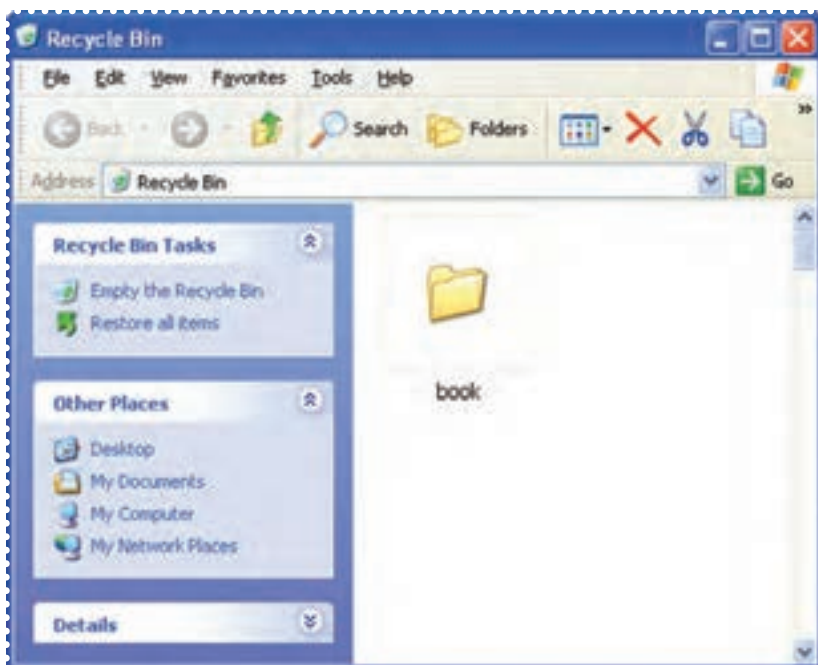 Recycle Bin
File Edit View Favorites Tools Help
Back Search Folders »
Address Recycle Bin Go
Recycle Bin Tasks
Empty the Recycle Bin
Restore all items
Other Places
Desktop
My Documents
My Computer
My Network Places
Details
book